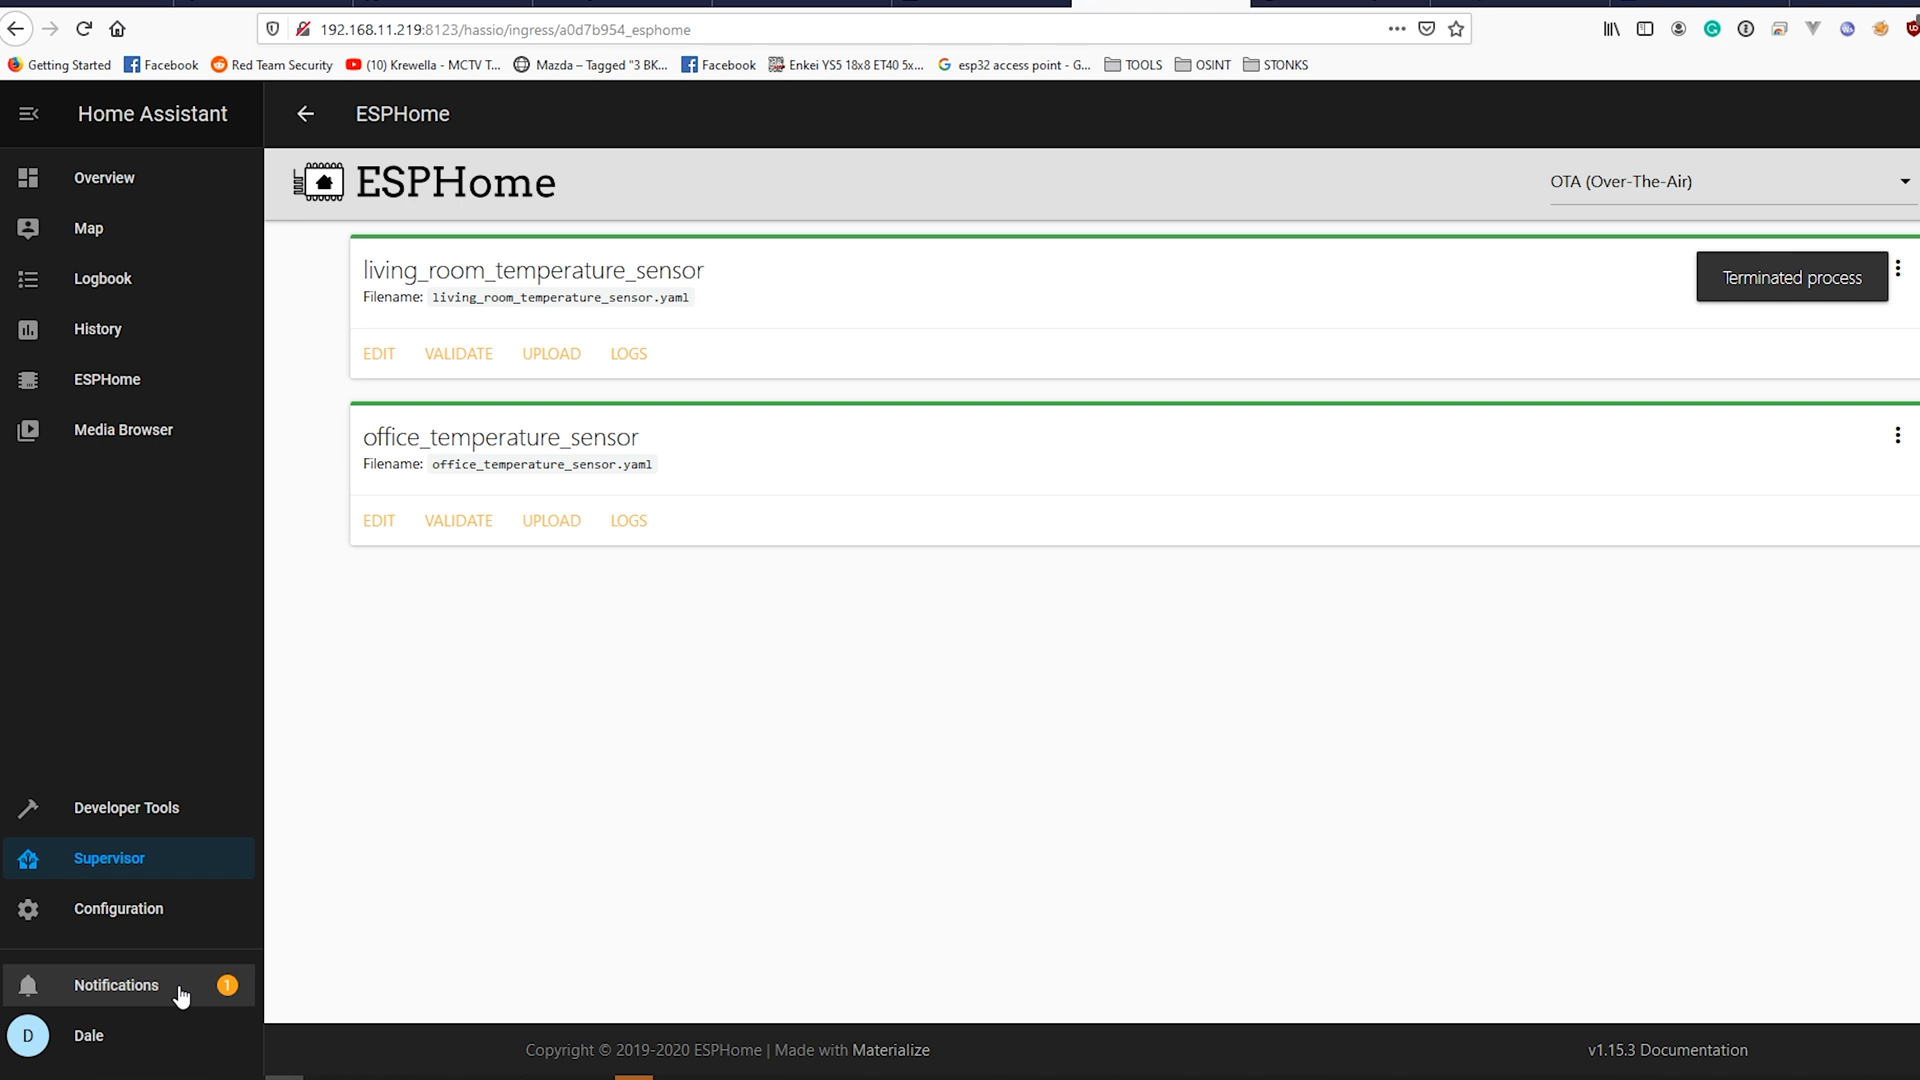 192.168.11.219:8123/hassio/ingress/a0d7b954_esphome
Getting Started Facebook Red Team Security (10) Krewella - MCTV T... Mazda – Tagged "3 BK... Facebook Enkei YS5 18x8 ET40 5x... esp32 access point - G... TOOLS OSINT STONKS
Home Assistant
ESPHome
Overview
Map
Logbook
History
ESPHome
Media Browser
Developer Tools
Supervisor
Configuration
Notifications 1
D Dale
ESPHome
OTA (Over-The-Air)
living_room_temperature_sensor
Filename: living_room_temperature_sensor.yaml
Terminated process
EDIT VALIDATE UPLOAD LOGS
office_temperature_sensor
Filename: office_temperature_sensor.yaml
EDIT VALIDATE UPLOAD LOGS
Copyright © 2019-2020 ESPHome | Made with Materialize
v1.15.3 Documentation